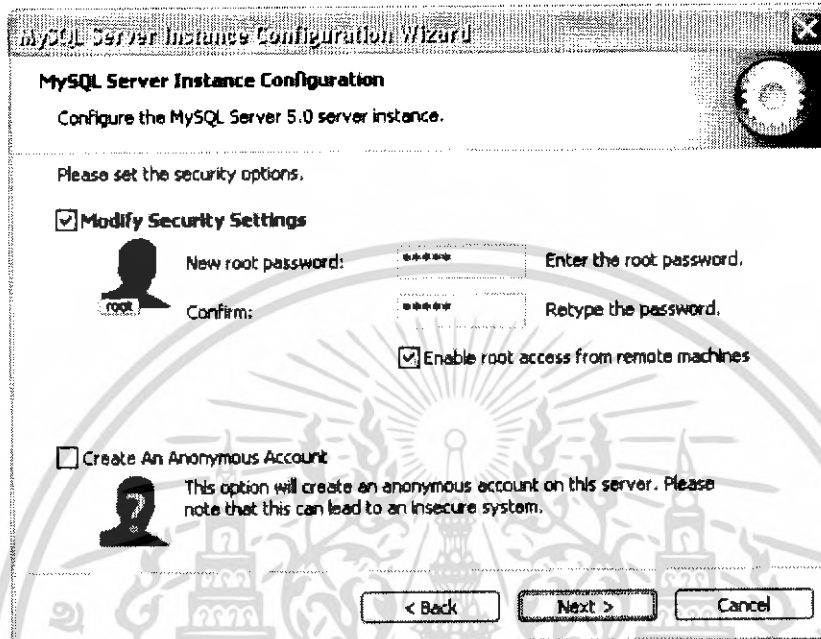 MySQL Server Instance Configuration Wizard
MySQL Server Instance Configuration
Configure the MySQL Server 5.0 server instance.
Please set the security options.
Modify Security Settings
New root password: ***** Enter the root password.
root
Confirm: ***** Retype the password.
Enable root access from remote machines
Create An Anonymous Account
This option will create an anonymous account on this server. Please
note that this can lead to an insecure system.
?
< Back Next > Cancel